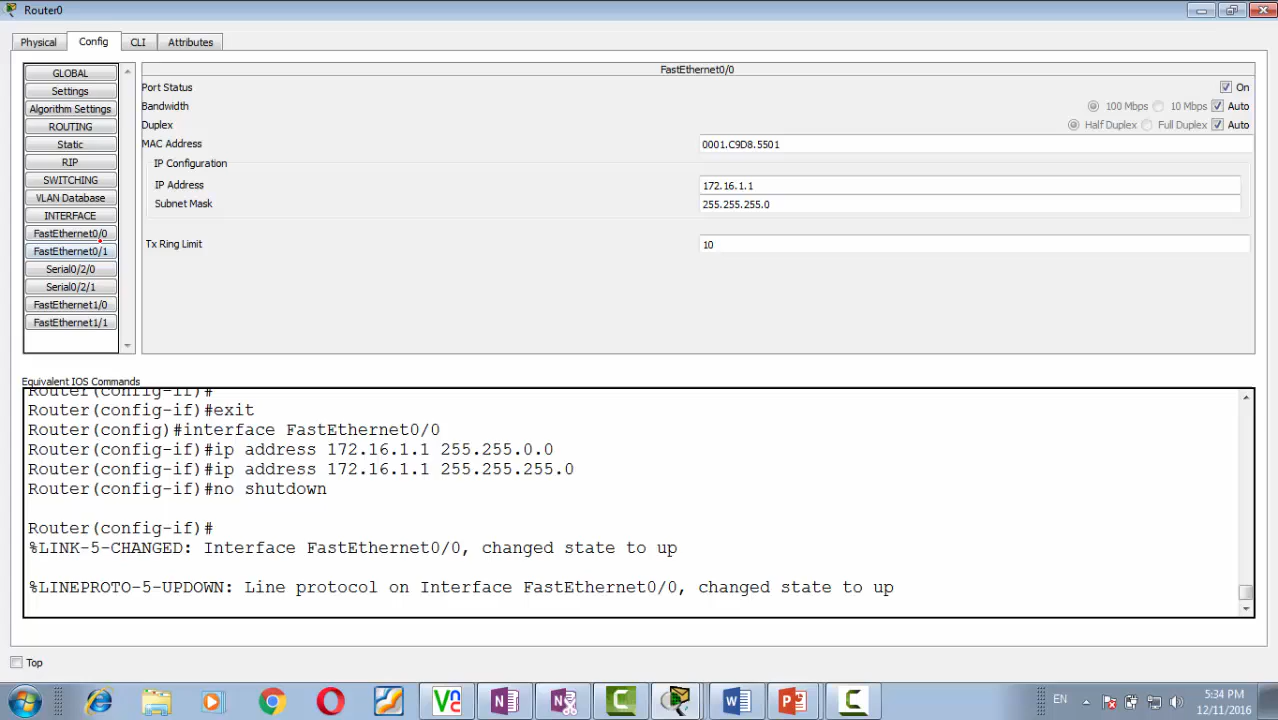 Router0
Physical Config CLI Attributes
GLOBAL
Settings
Algorithm Settings
ROUTING
Static
RIP
SWITCHING
VLAN Database
INTERFACE
FastEthernet0/0
FastEthernet0/1
Serial0/2/0
Serial0/2/1
FastEthernet1/0
FastEthernet1/1
FastEthernet0/0
Port Status On
Bandwidth 100 Mbps 10 Mbps Auto
Duplex Half Duplex Full Duplex Auto
MAC Address 0001.C9D8.5501
IP Configuration
IP Address 172.16.1.1
Subnet Mask 255.255.255.0
Tx Ring Limit 10
Equivalent IOS Commands
Router(config-if)#
Router(config-if)#exit
Router(config)#interface FastEthernet0/0
Router(config-if)#ip address 172.16.1.1 255.255.0.0
Router(config-if)#ip address 172.16.1.1 255.255.255.0
Router(config-if)#no shutdown
Router(config-if)#
%LINK-5-CHANGED: Interface FastEthernet0/0, changed state to up
%LINEPROTO-5-UPDOWN: Line protocol on Interface FastEthernet0/0, changed state to up
Top
EN
5:34 PM
12/11/2016